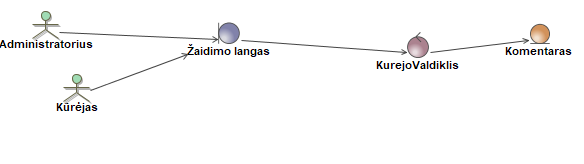 Administratorius
Žaidimo langas
KurejoValdiklis
Komentaras
Kūrėjas